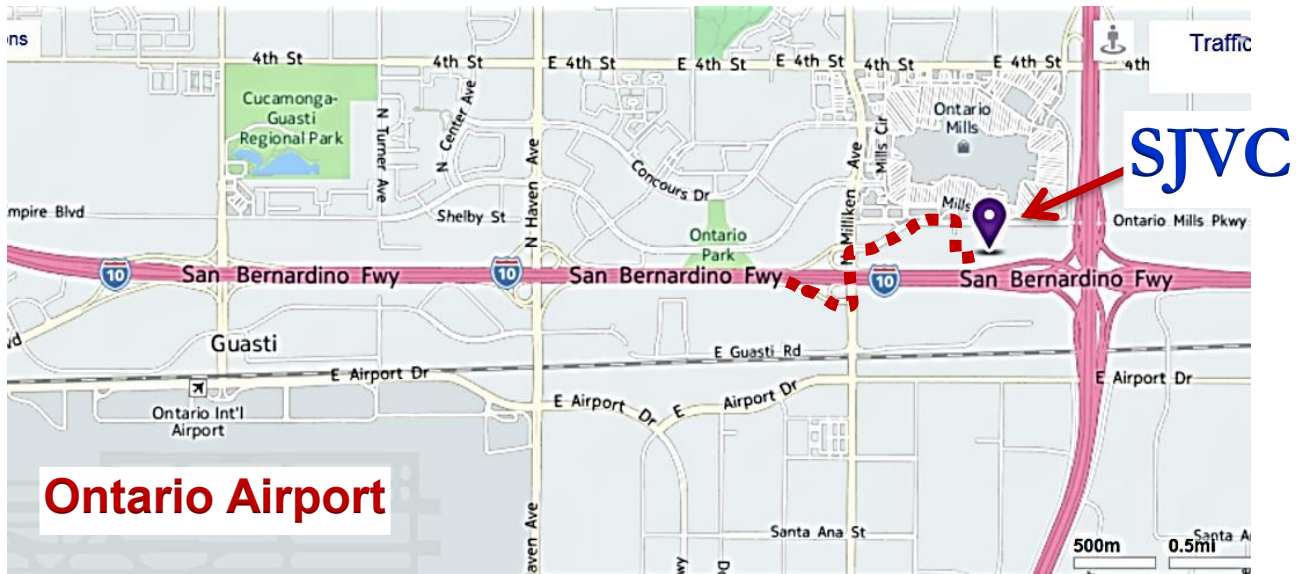 ons
4th St
4th St
E 4th St
E 4th St
E 4th St
E 4th St
4th
Traffic
Cucamonga-
Guasti
Regional Park
N Turner Ave
N Center Ave
N Haven Ave
Concours Dr
N Milliken Ave
Mills Cir
Ontario
Mills
SJVC
mpire Blvd
Shelby St
Ontario
Park
Mills
Ontario Mills Pkwy
10
San Bernardino Fwy
10
San Bernardino Fwy
10
San Bernardino Fwy
vd
Guasti
E Guasti Rd
E Airport Dr
E Airport Dr
E Airport Dr
E Airport Dr
Ontario Int'l
Airport
Ontario Airport
aven Ave
wy
Santa Ana St
Santa A
500m
0.5mi